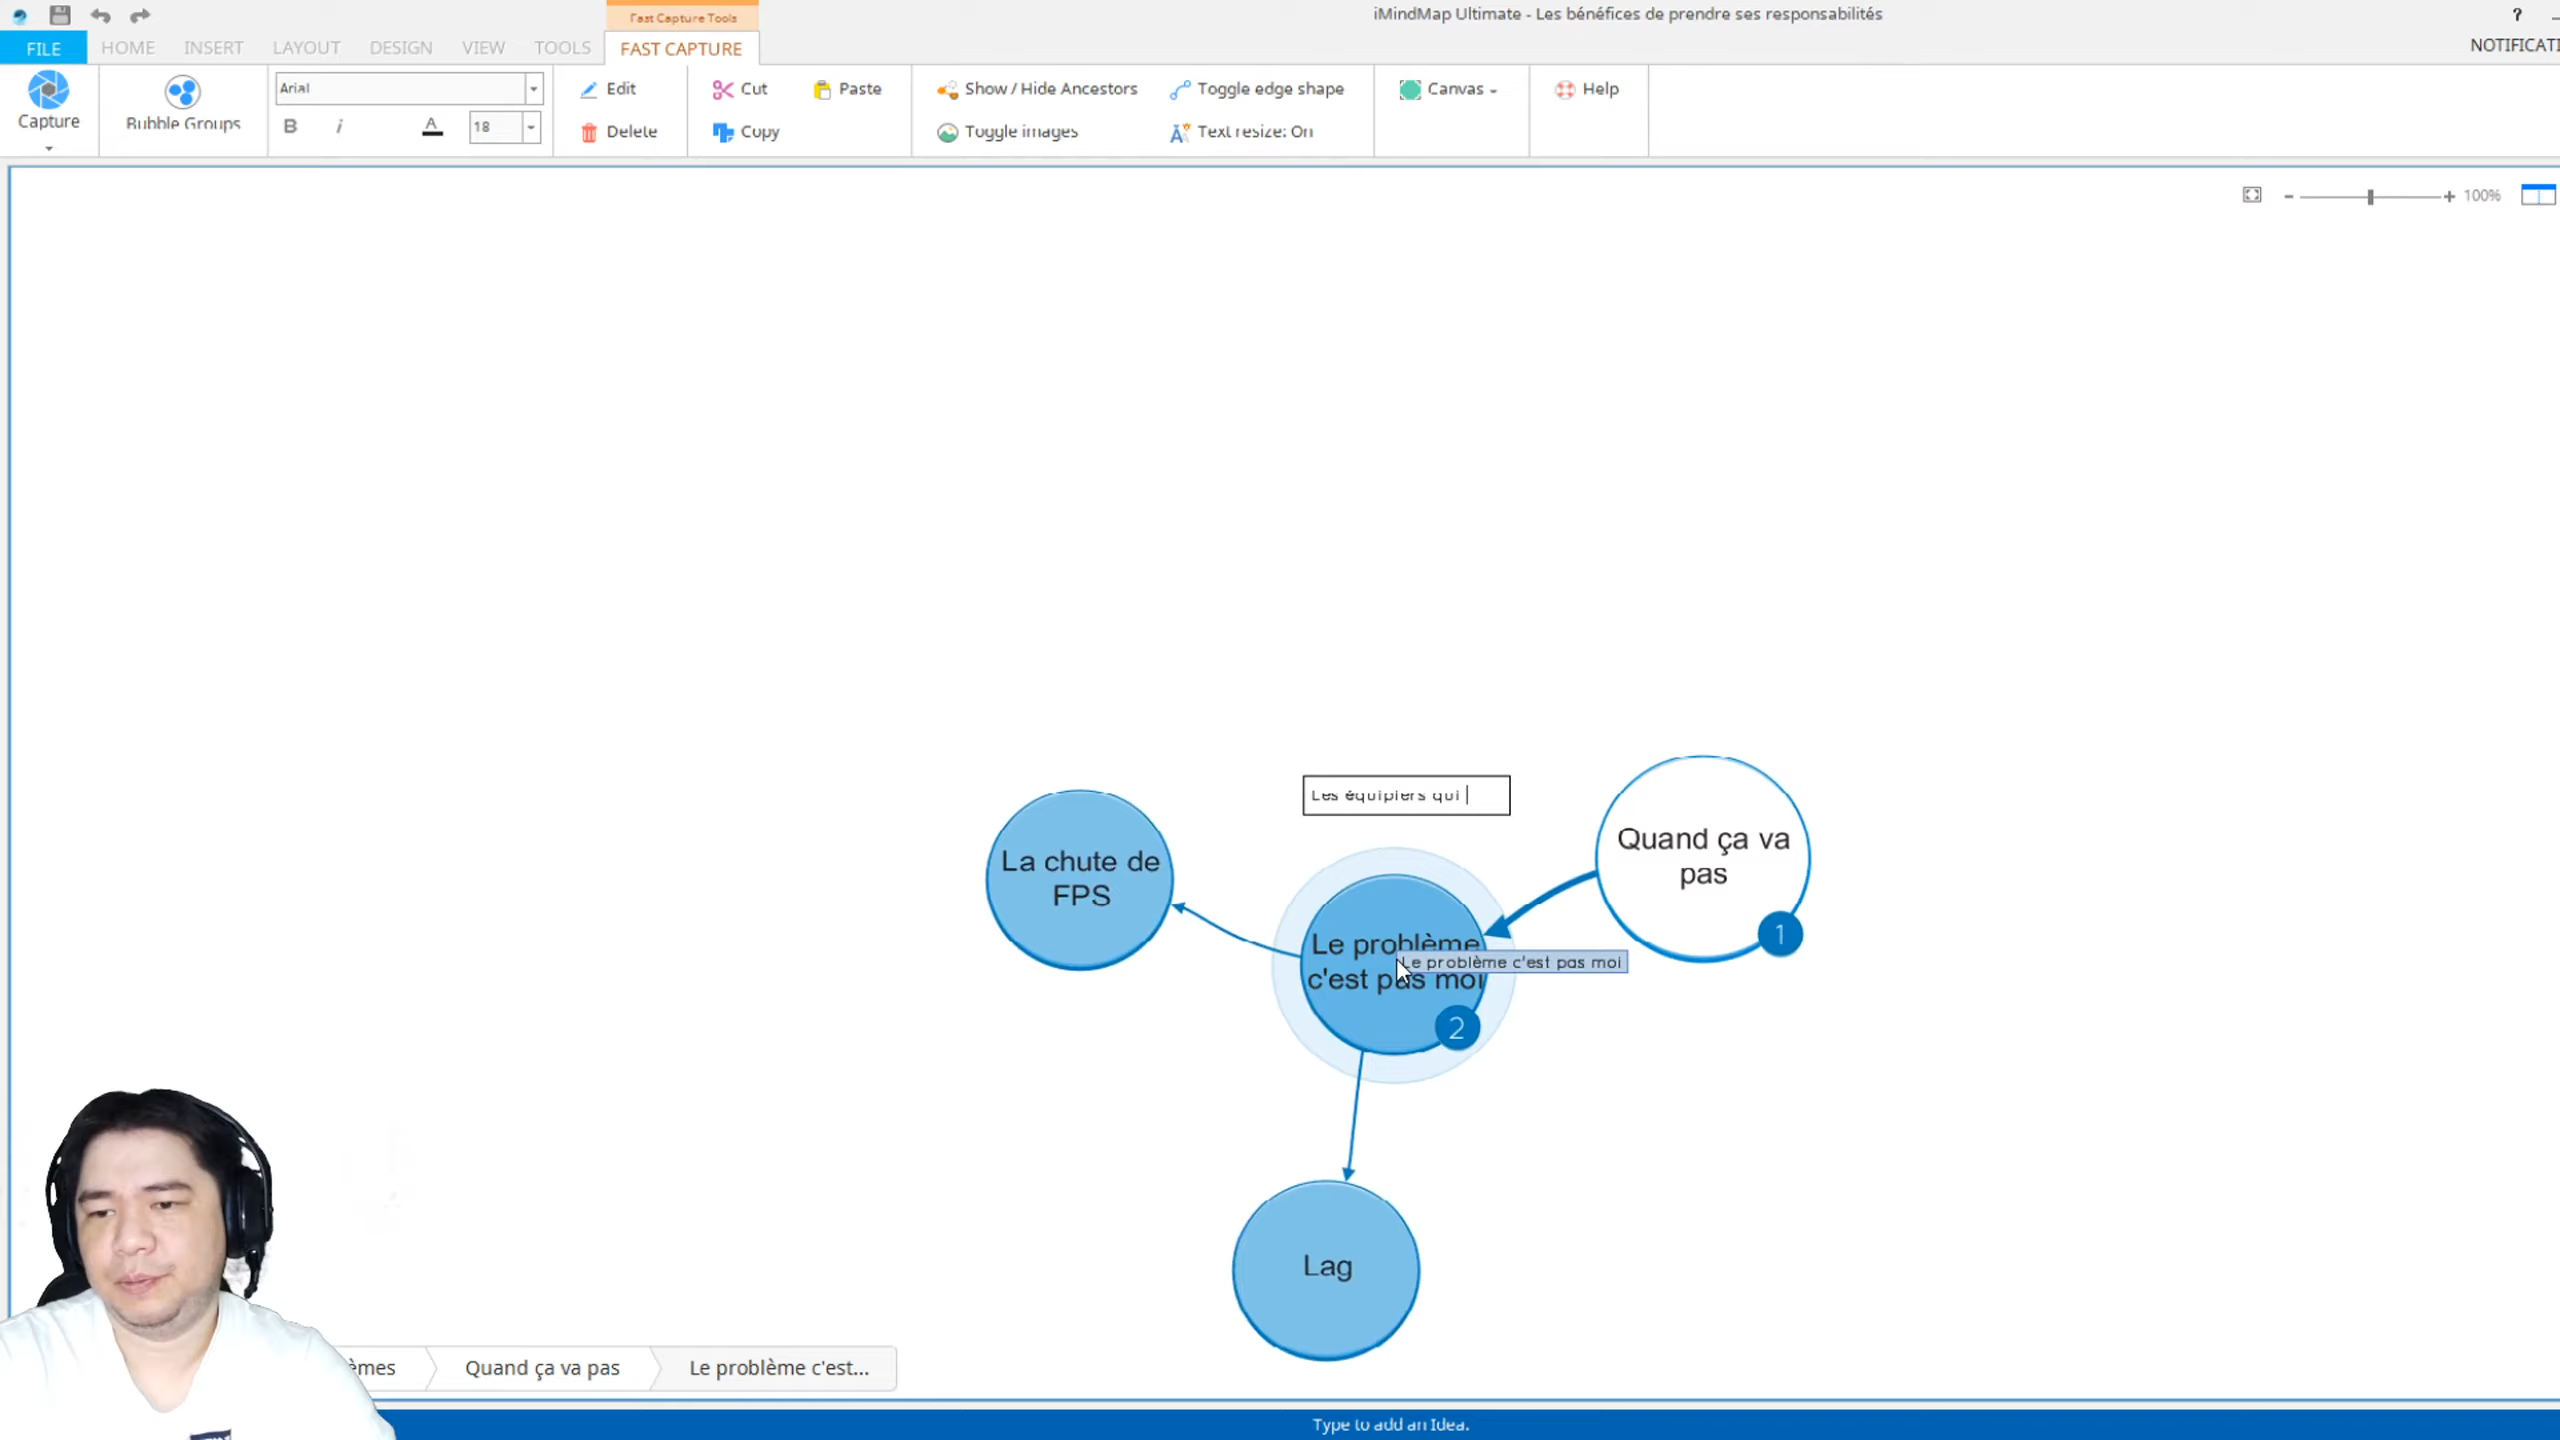 Fast Capture Tools
iMindMap Ultimate - Les bénéfices de prendre ses responsabilités
?
FILE
HOME
INSERT
LAYOUT
DESIGN
VIEW
TOOLS
FAST CAPTURE
Capture
Bubble Groups
Arial
B
i
A
18
Edit
Delete
Cut
Copy
Paste
Show / Hide Ancestors
Toggle images
Toggle edge shape
Text resize: On
Canvas
Help
100%
Les équipiers qui
La chute de
FPS
Quand ça va
pas
1
Le problème
c'est pas moi
2
Le problème c'est pas moi
Lag
Quand ça va pas
Le problème c'est...
Type to add an Idea.